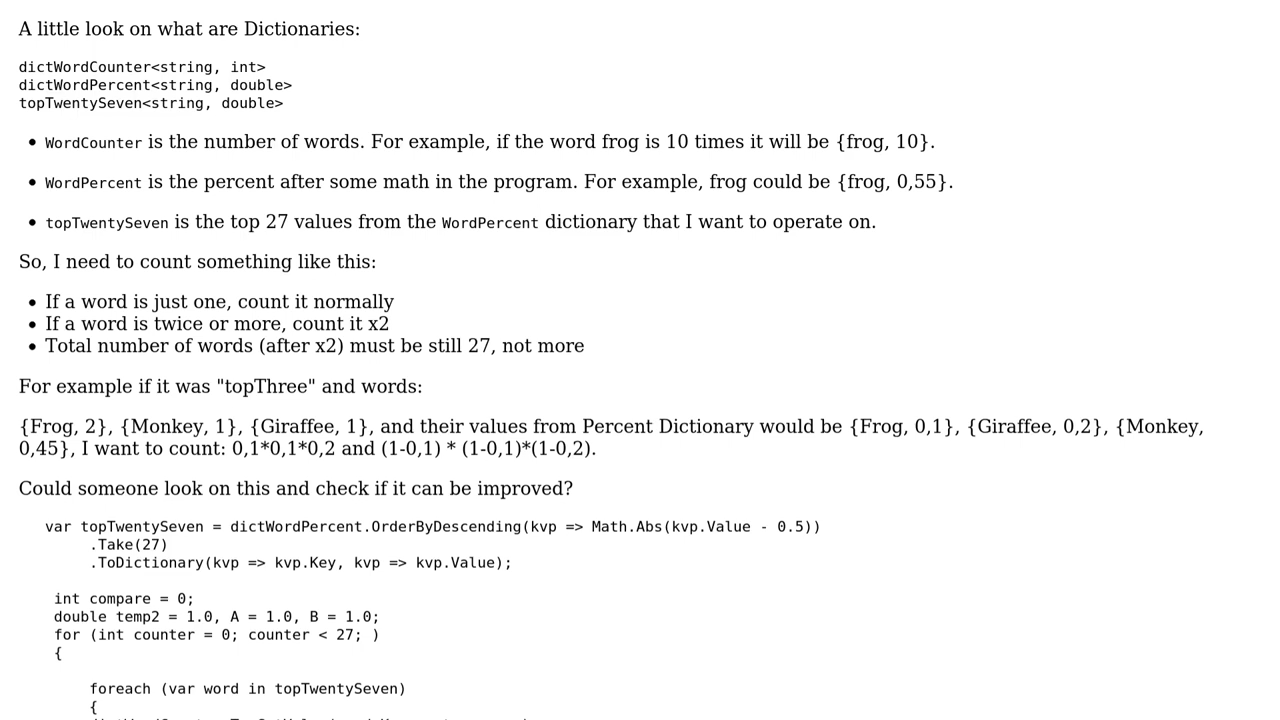 A little look on what are Dictionaries:
dictWordCounter<string, int>
dictWordPercent<string, double>
topTwentySeven<string, double>
• WordCounter is the number of words. For example, if the word frog is 10 times it will be {frog, 10}.
• WordPercent is the percent after some math in the program. For example, frog could be {frog, 0,55}.
• topTwentySeven is the top 27 values from the WordPercent dictionary that I want to operate on.
So, I need to count something like this:
• If a word is just one, count it normally
• If a word is twice or more, count it x2
• Total number of words (after x2) must be still 27, not more
For example if it was "topThree" and words:
{Frog, 2}, {Monkey, 1}, {Giraffee, 1}, and their values from Percent Dictionary would be {Frog, 0,1}, {Giraffee, 0,2}, {Monkey,
0,45}, I want to count: 0,1*0,1*0,2 and (1-0,1) * (1-0,1)*(1-0,2).
Could someone look on this and check if it can be improved?
var topTwentySeven = dictWordPercent.OrderByDescending(kvp => Math.Abs(kvp.Value - 0.5))
.Take(27)
.ToDictionary(kvp => kvp.Key, kvp => kvp.Value);
int compare = 0;
double temp2 = 1.0, A = 1.0, B = 1.0;
for (int counter = 0; counter < 27; )
{
foreach (var word in topTwentySeven)
{